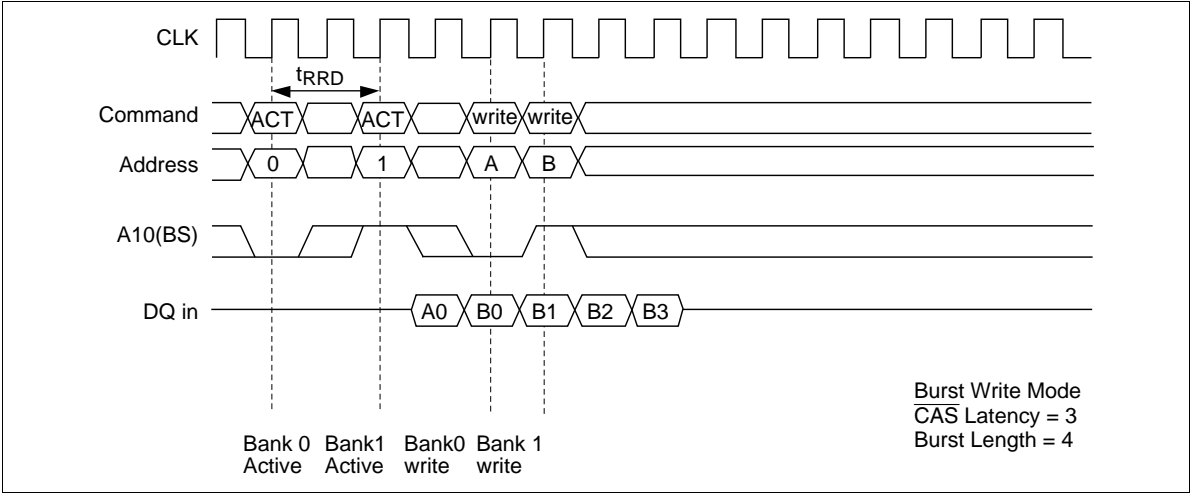 CLK
tRRD
Command ACT ACT write write
Address 0 1 A B
A10(BS)
DQ in A0 B0 B1 B2 B3
Burst Write Mode
CAS Latency = 3
Burst Length = 4
Bank 0 Bank1 Bank0 Bank 1
Active Active write write